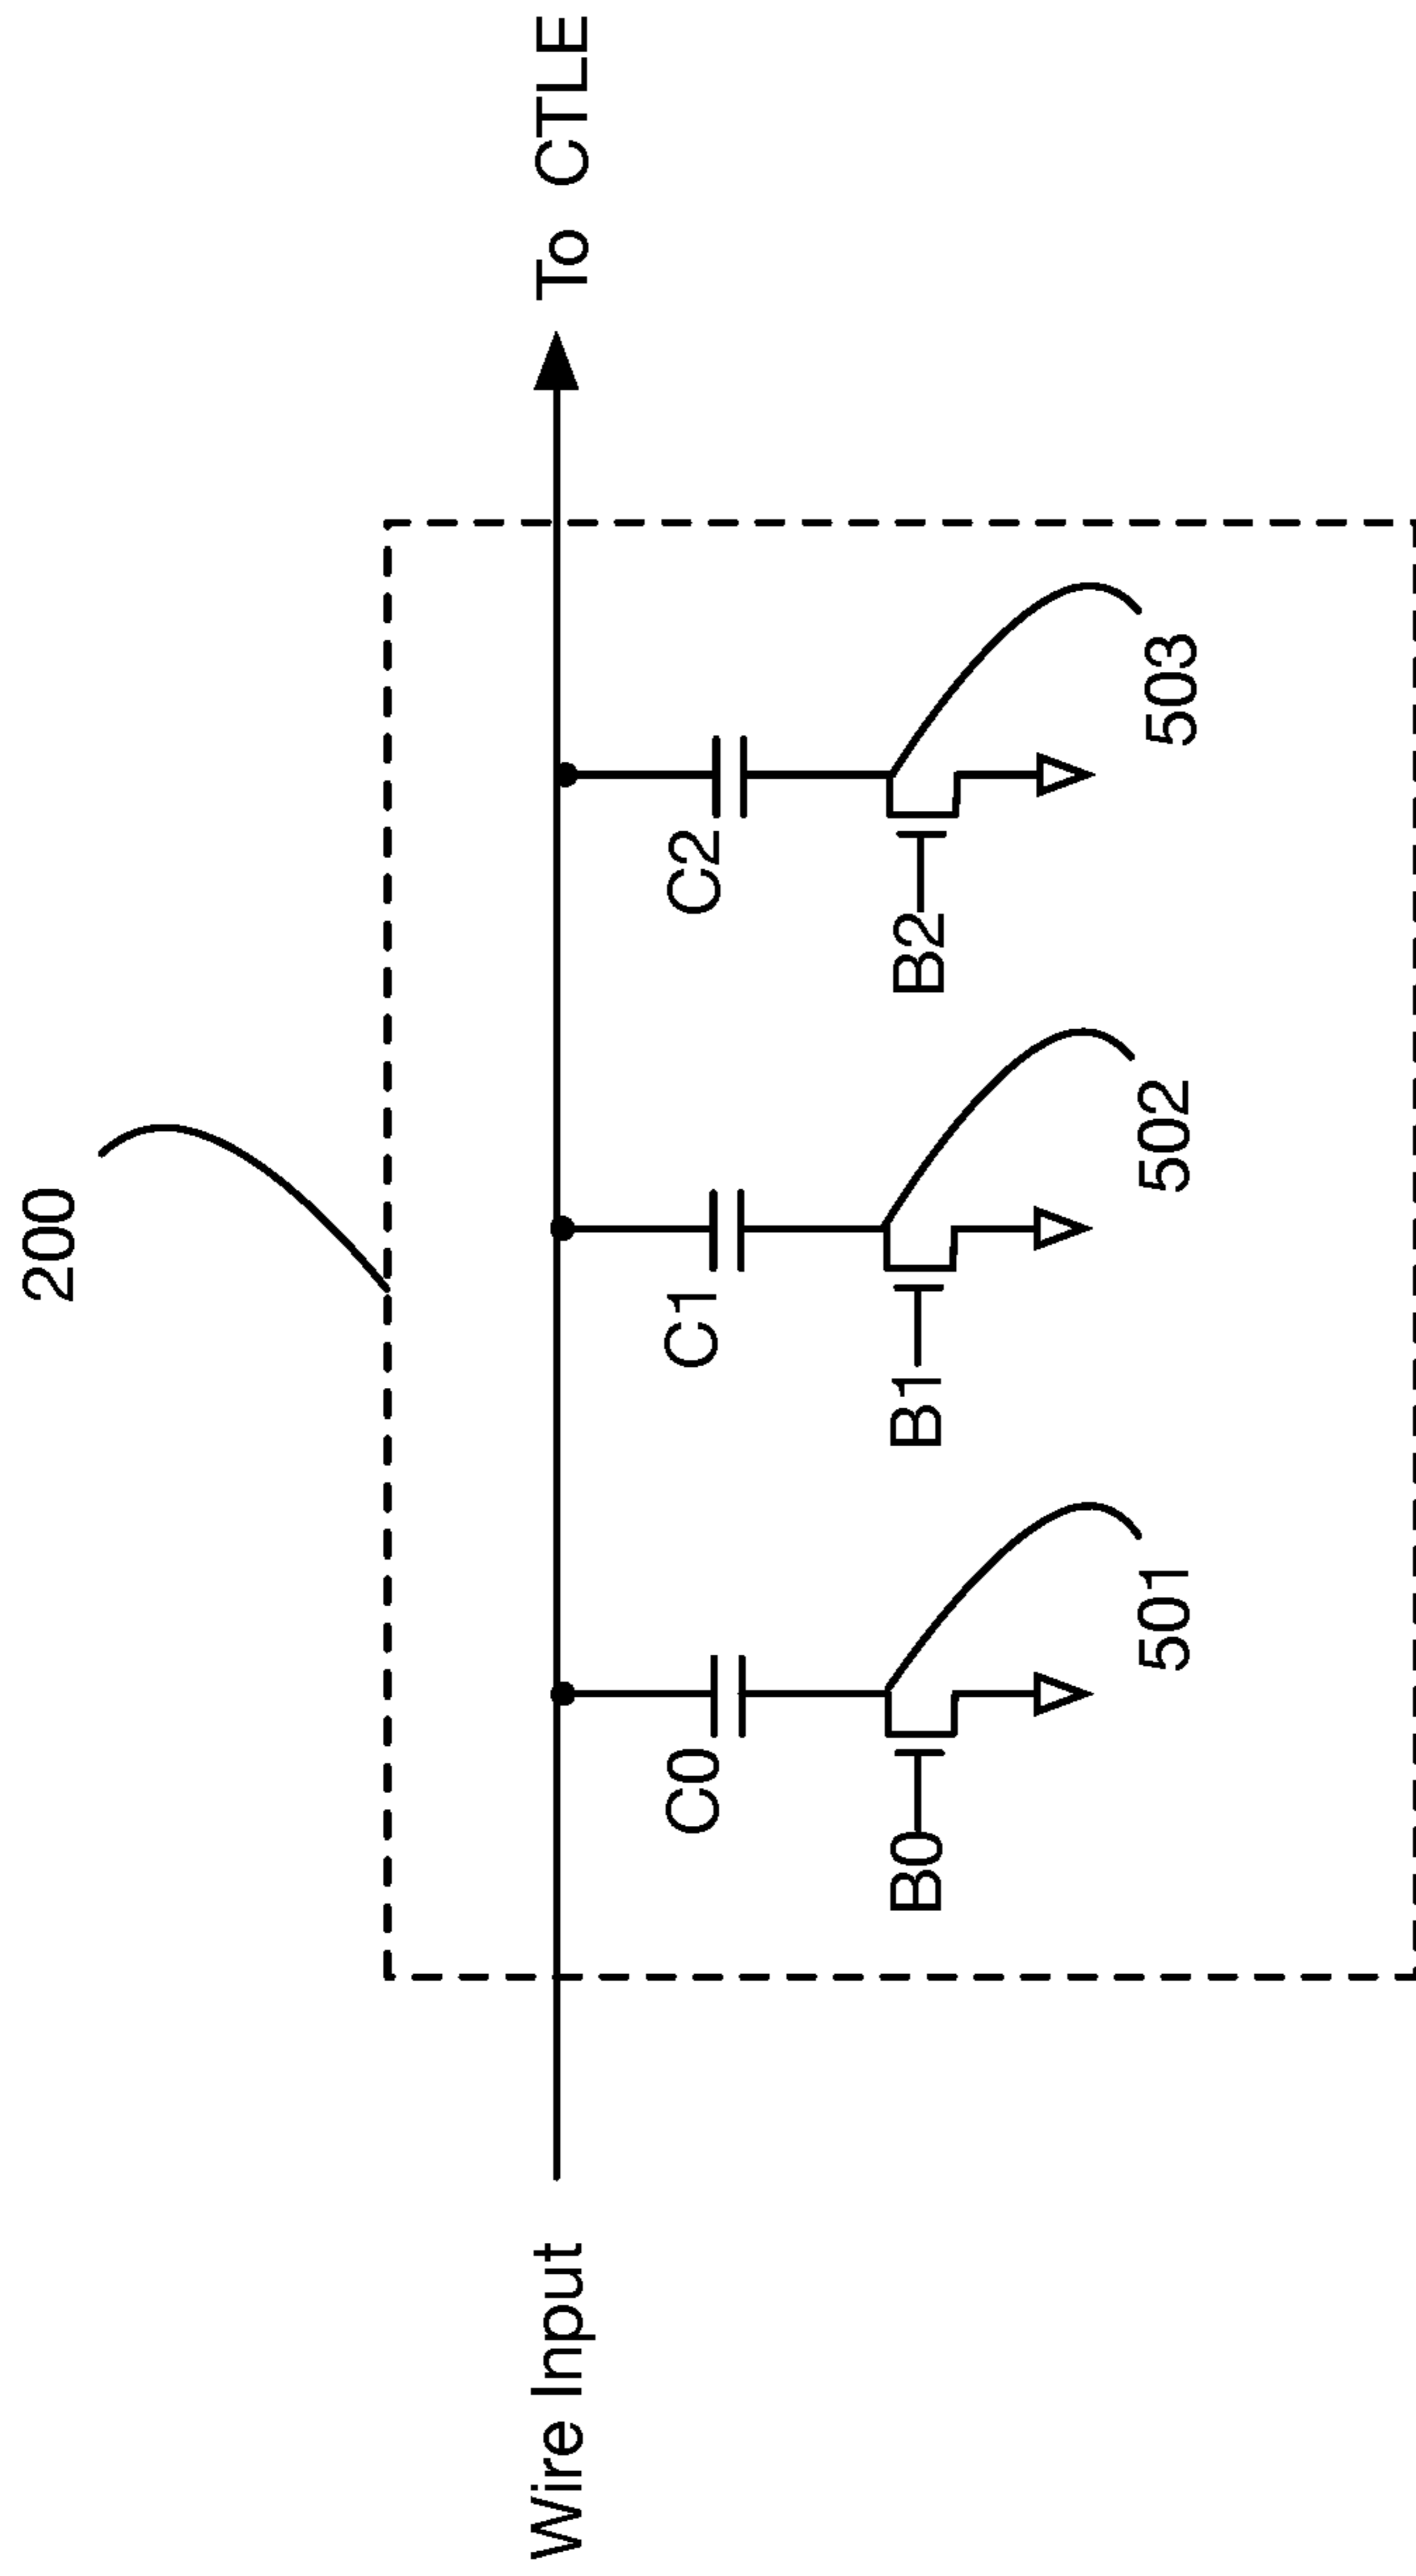 200
Wire Input
To CTLE
C0
C1
C2
B0
B1
B2
501
502
503